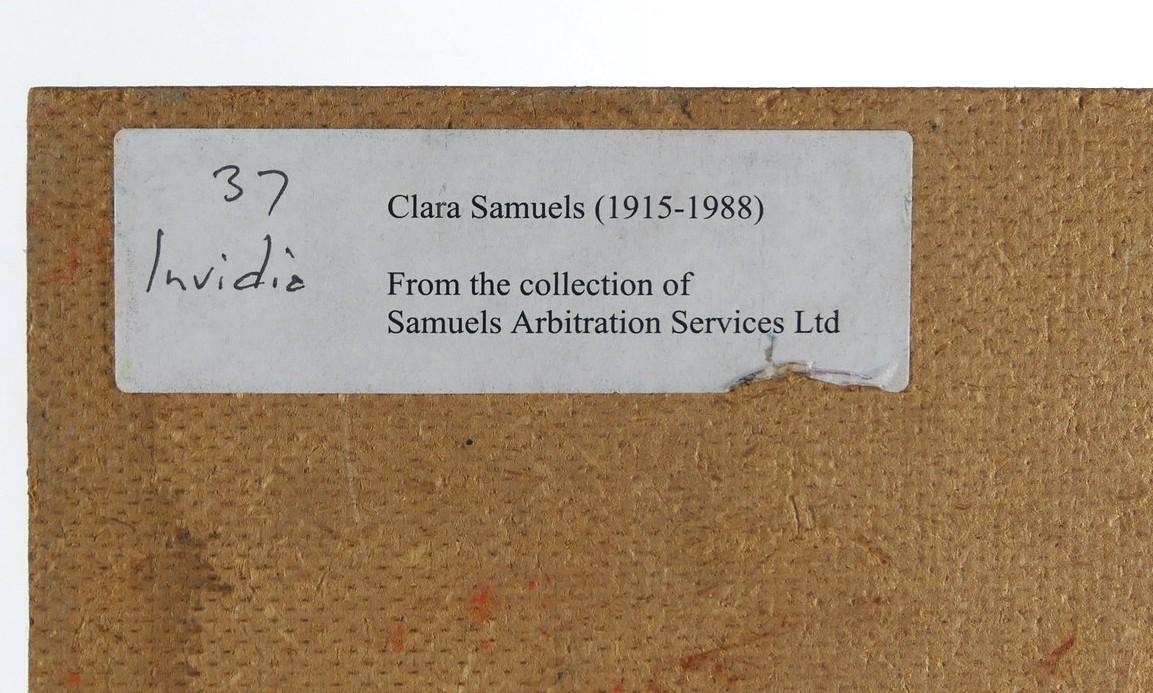 37
Invidia
Clara Samuels (1915-1988)
From the collection of
Samuels Arbitration Services Ltd